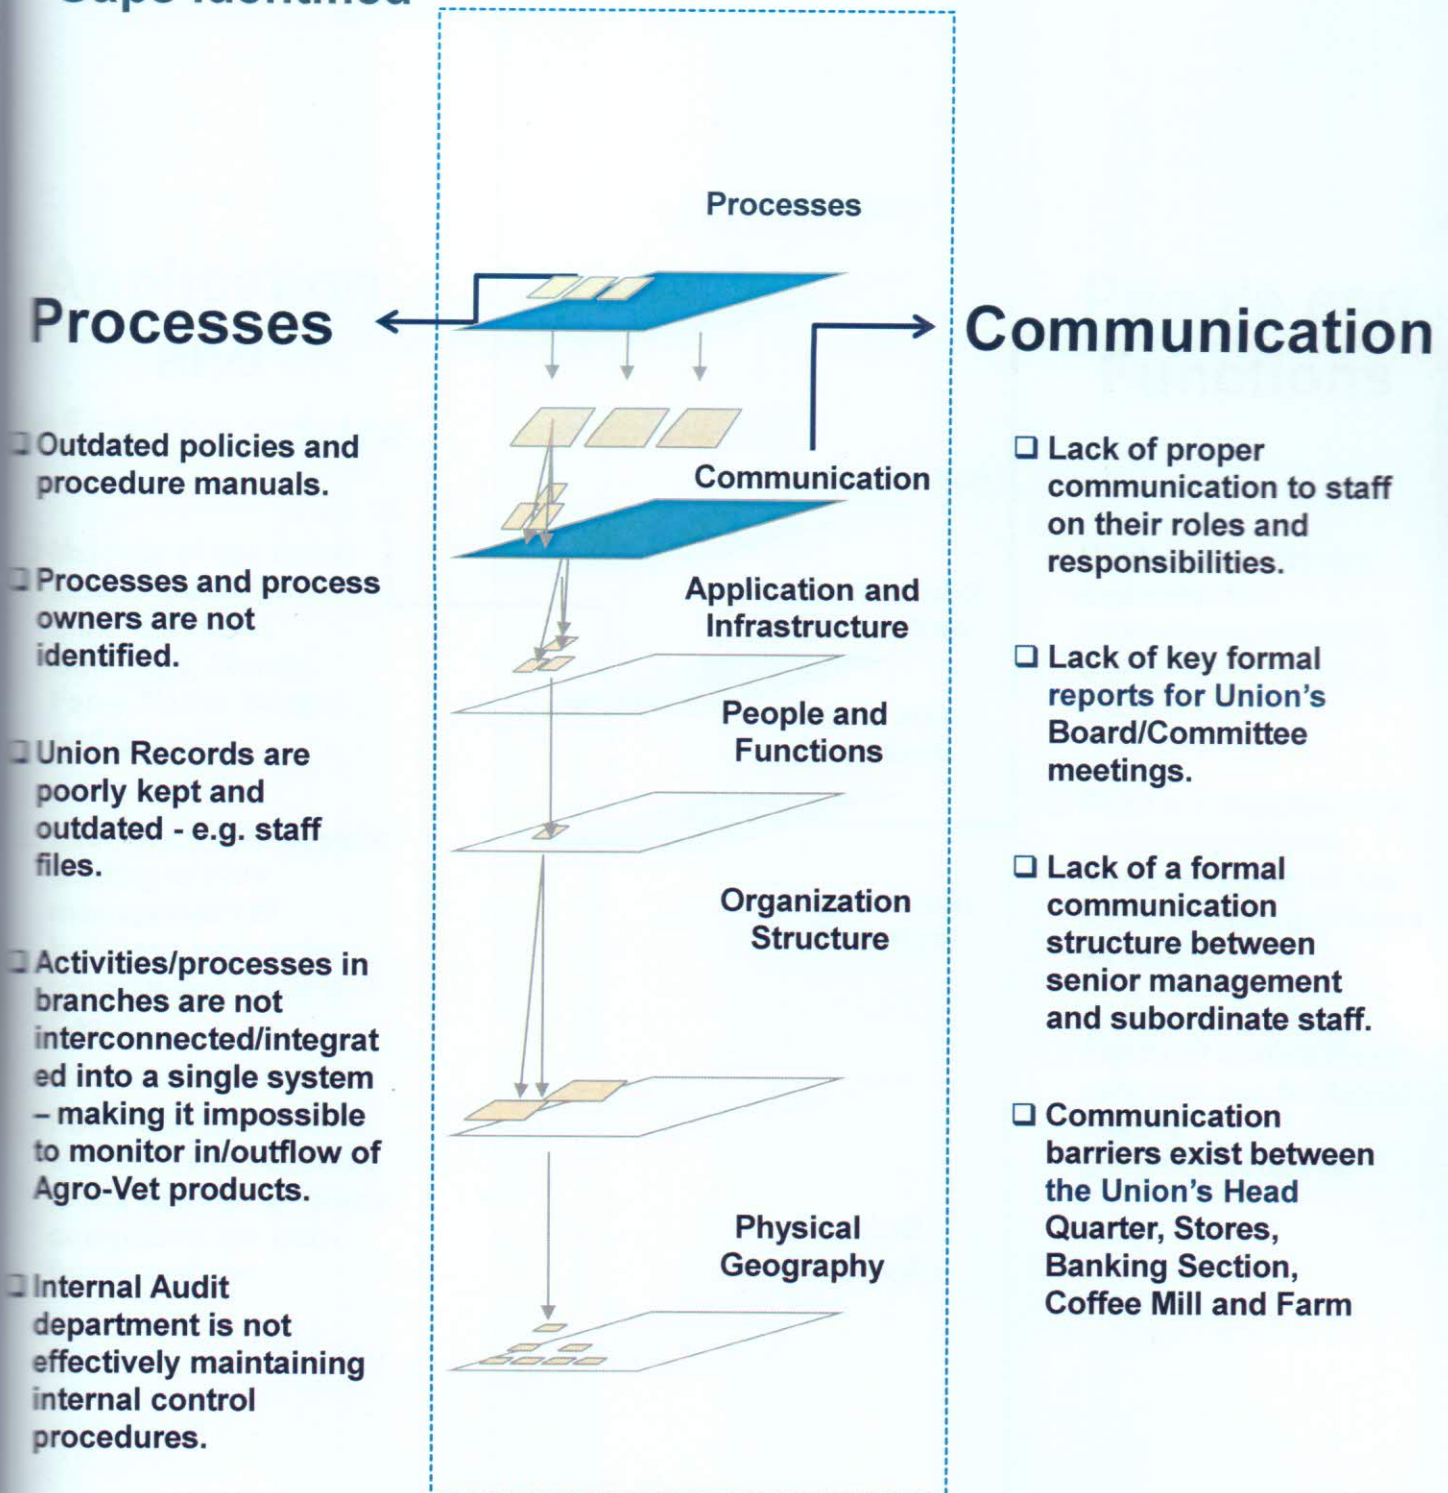 Gaps Identified
Processes
Processes
Outdated policies and
procedure manuals.
Processes and process
owners are not
identified.
Union Records are
poorly kept and
outdated - e.g. staff
files.
Activities/processes in
branches are not
interconnected/integrat
ed into a single system
– making it impossible
to monitor in/outflow of
Agro-Vet products.
Internal Audit
department is not
effectively maintaining
internal control
procedures.
Communication
Application and
Infrastructure
People and
Functions
Organization
Structure
Physical
Geography
Communication
Lack of proper
communication to staff
on their roles and
responsibilities.
Lack of key formal
reports for Union's
Board/Committee
meetings.
Lack of a formal
communication
structure between
senior management
and subordinate staff.
Communication
barriers exist between
the Union's Head
Quarter, Stores,
Banking Section,
Coffee Mill and Farm